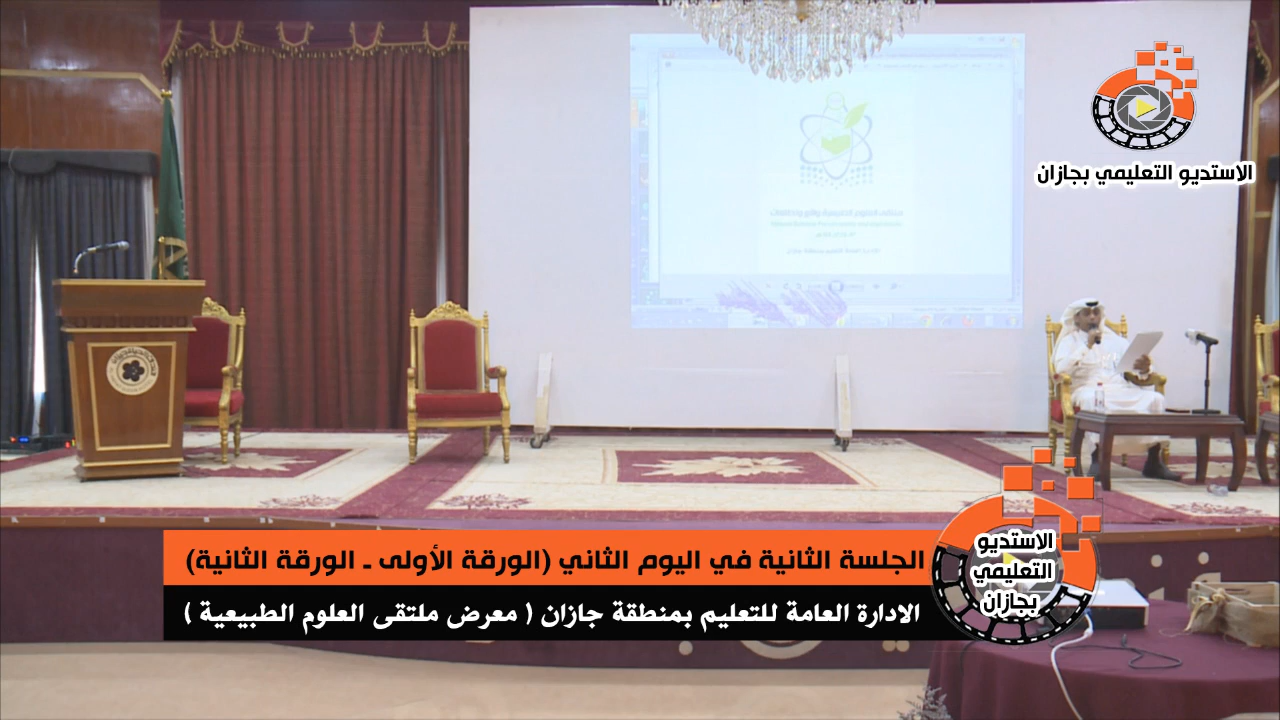 الاستديو التعليمي بجازان
الجلسة الثانية في اليوم الثاني (الورقة الأولى ـ الورقة الثانية)
الادارة العامة للتعليم بمنطقة جازان ( معرض ملتقى العلوم الطبيعية )
الاستديو
التعليمي
بجازان